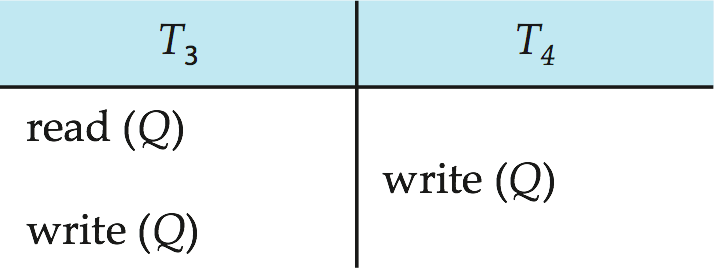 T₃ T₄
read (Q)
write (Q)
write (Q)